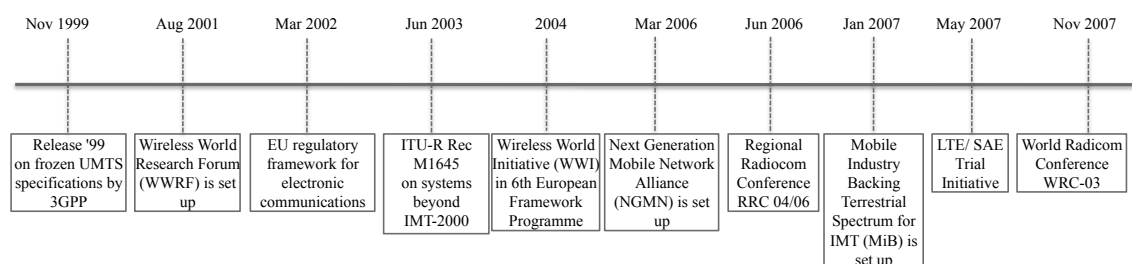 Nov 1999
Aug 2001
Mar 2002
Jun 2003
2004
Mar 2006
Jun 2006
Jan 2007
May 2007
Nov 2007
Release '99
on frozen UMTS
specifications by
3GPP
Wireless World
Research Forum
(WWRF) is set
up
EU regulatory
framework for
electronic
communications
ITU-R Rec
M1645
on systems
beyond
IMT-2000
Wireless World
Initiative (WWI)
in 6th European
Framework
Programme
Next Generation
Mobile Network
Alliance
(NGMN) is set
up
Regional
Radiocom
Conference
RRC 04/06
Mobile
Industry
Backing
Terrestrial
Spectrum for
IMT (MiB) is
set up
LTE/ SAE
Trial
Initiative
World Radicom
Conference
WRC-03